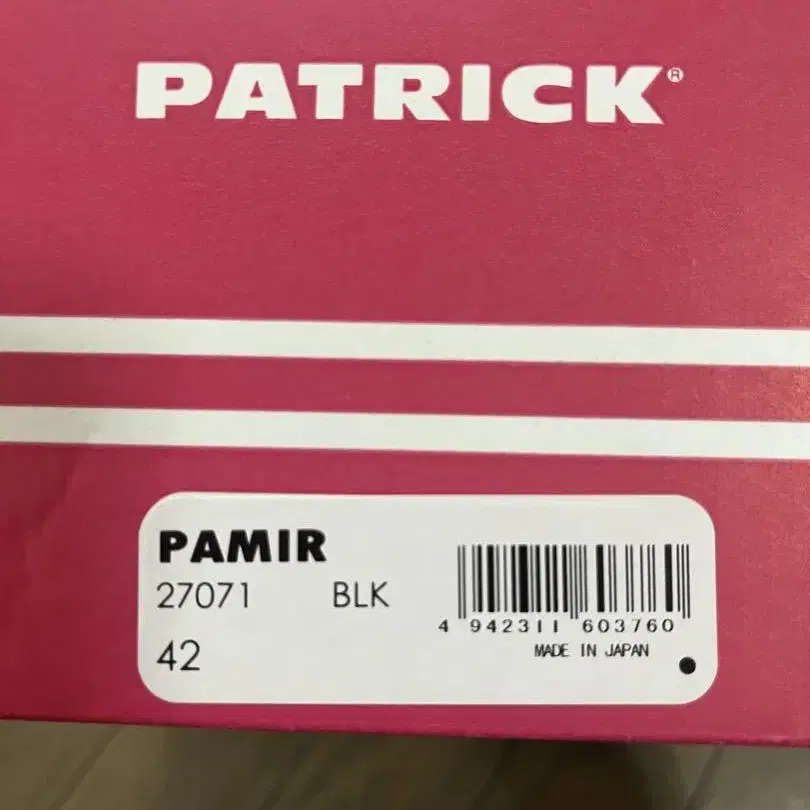 PATRICK®
PAMIR
27071 BLK
42
4 942311 603760
MADE IN JAPAN